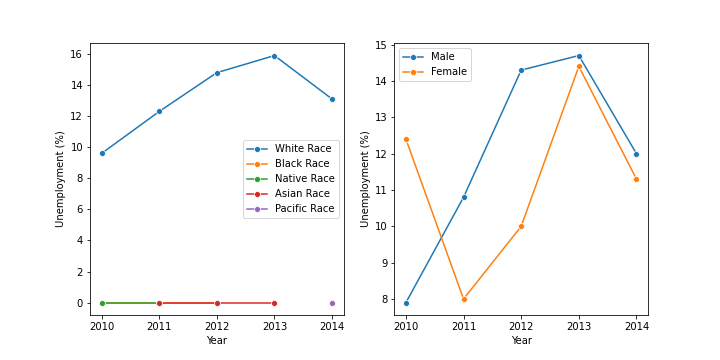 Unemployment (%)
16
14
12
10
8
6
4
2
0
White Race
Black Race
Native Race
Asian Race
Pacific Race
2010 2011 2012 2013 2014
Year
Unemployment (%)
15
14
13
12
11
10
9
8
Male
Female
2010 2011 2012 2013 2014
Year